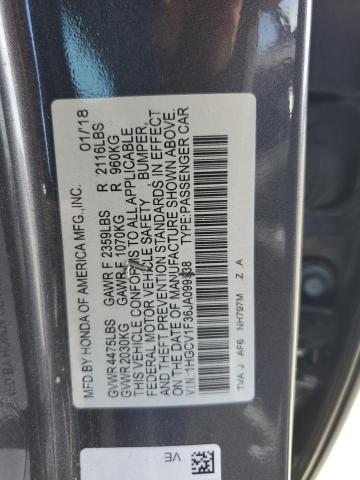 MFD. BY HONDA OF AMERICA MFG.,INC. 01/18
GVWR 4475LBS GAWR F 2359LBS R 2116LBS
GVWR 2030KG GAWR F 1070KG R 960KG
THIS VEHICLE CONFORMS TO ALL APPLICABLE
FEDERAL MOTOR VEHICLE SAFETY, BUMPER,
AND THEFT PREVENTION STANDARDS IN EFFECT
ON THE DATE OF MANUFACTURE SHOWN ABOVE.
V.I.N.:1HGCV1F36JA099838 TYPE:PASSENGER CAR
TVA J AF6 NH797M Z A
VE